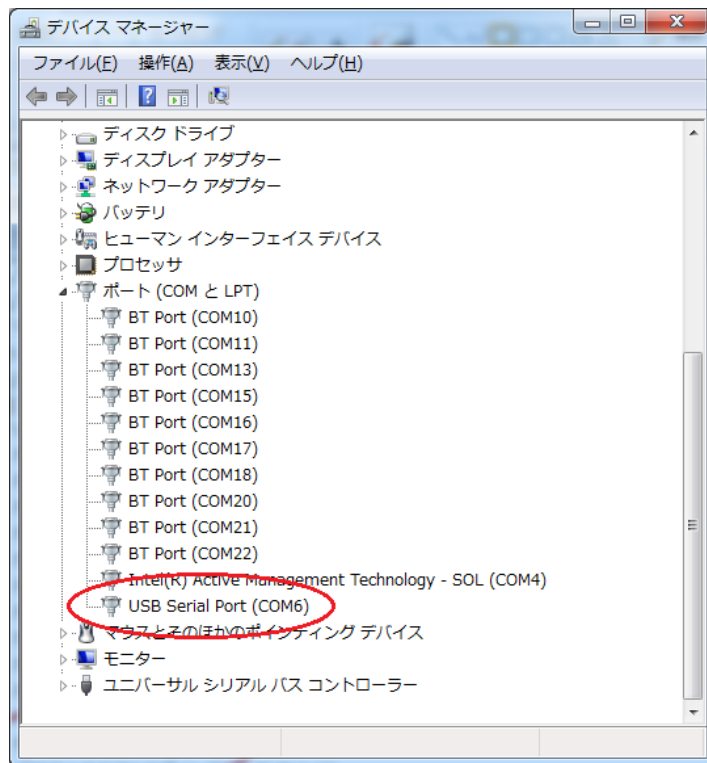 デバイス マネージャー
ファイル(F) 操作(A) 表示(V) ヘルプ(H)
ディスク ドライブ
ディスプレイ アダプター
ネットワーク アダプター
バッテリ
ヒューマン インターフェイス デバイス
プロセッサ
ポート (COM と LPT)
BT Port (COM10)
BT Port (COM11)
BT Port (COM13)
BT Port (COM15)
BT Port (COM16)
BT Port (COM17)
BT Port (COM18)
BT Port (COM20)
BT Port (COM21)
BT Port (COM22)
Intel(R) Active Management Technology - SOL (COM4)
USB Serial Port (COM6)
マウスとそのほかのポインティング デバイス
モニター
ユニバーサル シリアル バス コントローラー